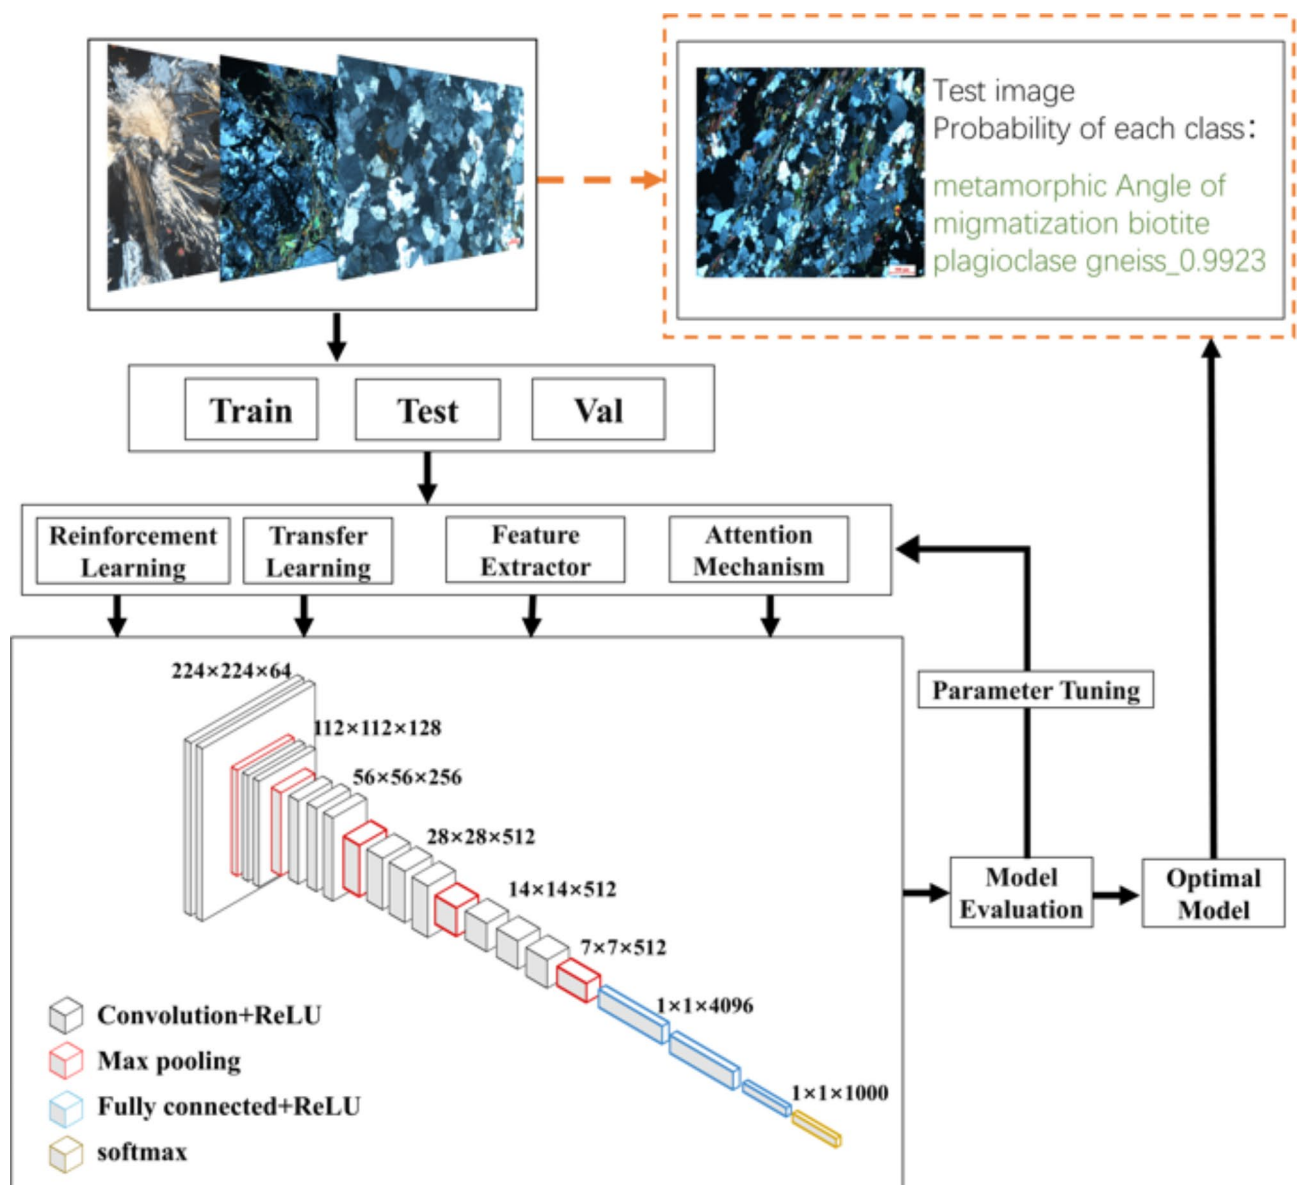 Test image
Probability of each class：
metamorphic Angle of
migmatization biotite
plagioclase gneiss_0.9923
Train
Test
Val
Reinforcement
Learning
Transfer
Learning
Feature
Extractor
Attention
Mechanism
224×224×64
112×112×128
56×56×256
28×28×512
14×14×512
7×7×512
1×1×4096
1×1×1000
Convolution+ReLU
Max pooling
Fully connected+ReLU
softmax
Parameter Tuning
Model
Evaluation
Optimal
Model